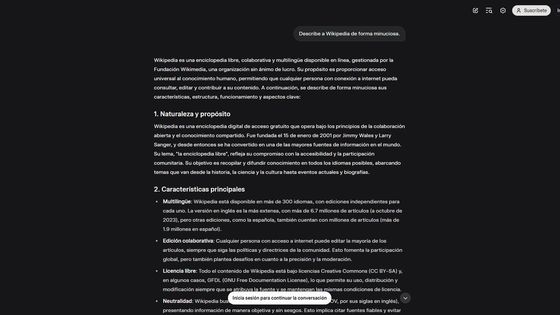 Suscríbete
Describe a Wikipedia de forma minuciosa.
Wikipedia es una enciclopedia libre, colaborativa y multilingüe disponible en línea, gestionada por la
Fundación Wikimedia, una organización sin ánimo de lucro. Su propósito es proporcionar acceso
universal al conocimiento humano, permitiendo que cualquier persona con conexión a internet pueda
consultar, editar y contribuir a su contenido. A continuación, se describe de forma minuciosa sus
características, estructura, funcionamiento y aspectos clave:
1. Naturaleza y propósito
Wikipedia es una enciclopedia digital de acceso gratuito que opera bajo los principios de la colaboración
abierta y el conocimiento compartido. Fue fundada el 15 de enero de 2001 por Jimmy Wales y Larry
Sanger, y desde entonces se ha convertido en una de las mayores fuentes de información en el mundo.
Su lema, "la enciclopedia libre", refleja su compromiso con la accesibilidad y la participación
comunitaria. Su objetivo es recopilar y difundir conocimiento en todos los idiomas posibles, abarcando
temas que van desde la historia, la ciencia y la cultura hasta eventos actuales y biografías.
2. Características principales
• Multilingüe: Wikipedia está disponible en más de 300 idiomas, con ediciones independientes para
cada uno. La versión en inglés es la más extensa, con más de 6.7 millones de artículos (a octubre de
2023), pero otras ediciones, como la española, también cuentan con millones de artículos (más de
1.9 millones en español).
• Edición colaborativa: Cualquier persona con acceso a internet puede editar la mayoría de los
artículos, siempre que siga las políticas y directrices de la comunidad. Esto fomenta la participación
global, pero también plantea desafíos en cuanto a la precisión y la moderación.
• Licencia libre: Todo el contenido de Wikipedia está bajo licencias Creative Commons (CC BY-SA) y,
en algunos casos, GFDL (GNU Free Documentation License), lo que permite su uso, distribución y
modificación siempre que se atribuya la fuente y se mantengan las mismas condiciones de licencia.
• Neutralidad: Wikipedia bus
OV, por sus siglas en inglés),
Inicia sesión para continuar la conversación
presentando información de manera objetiva y sin sesgos. Esto implica citar fuentes fiables y evitar